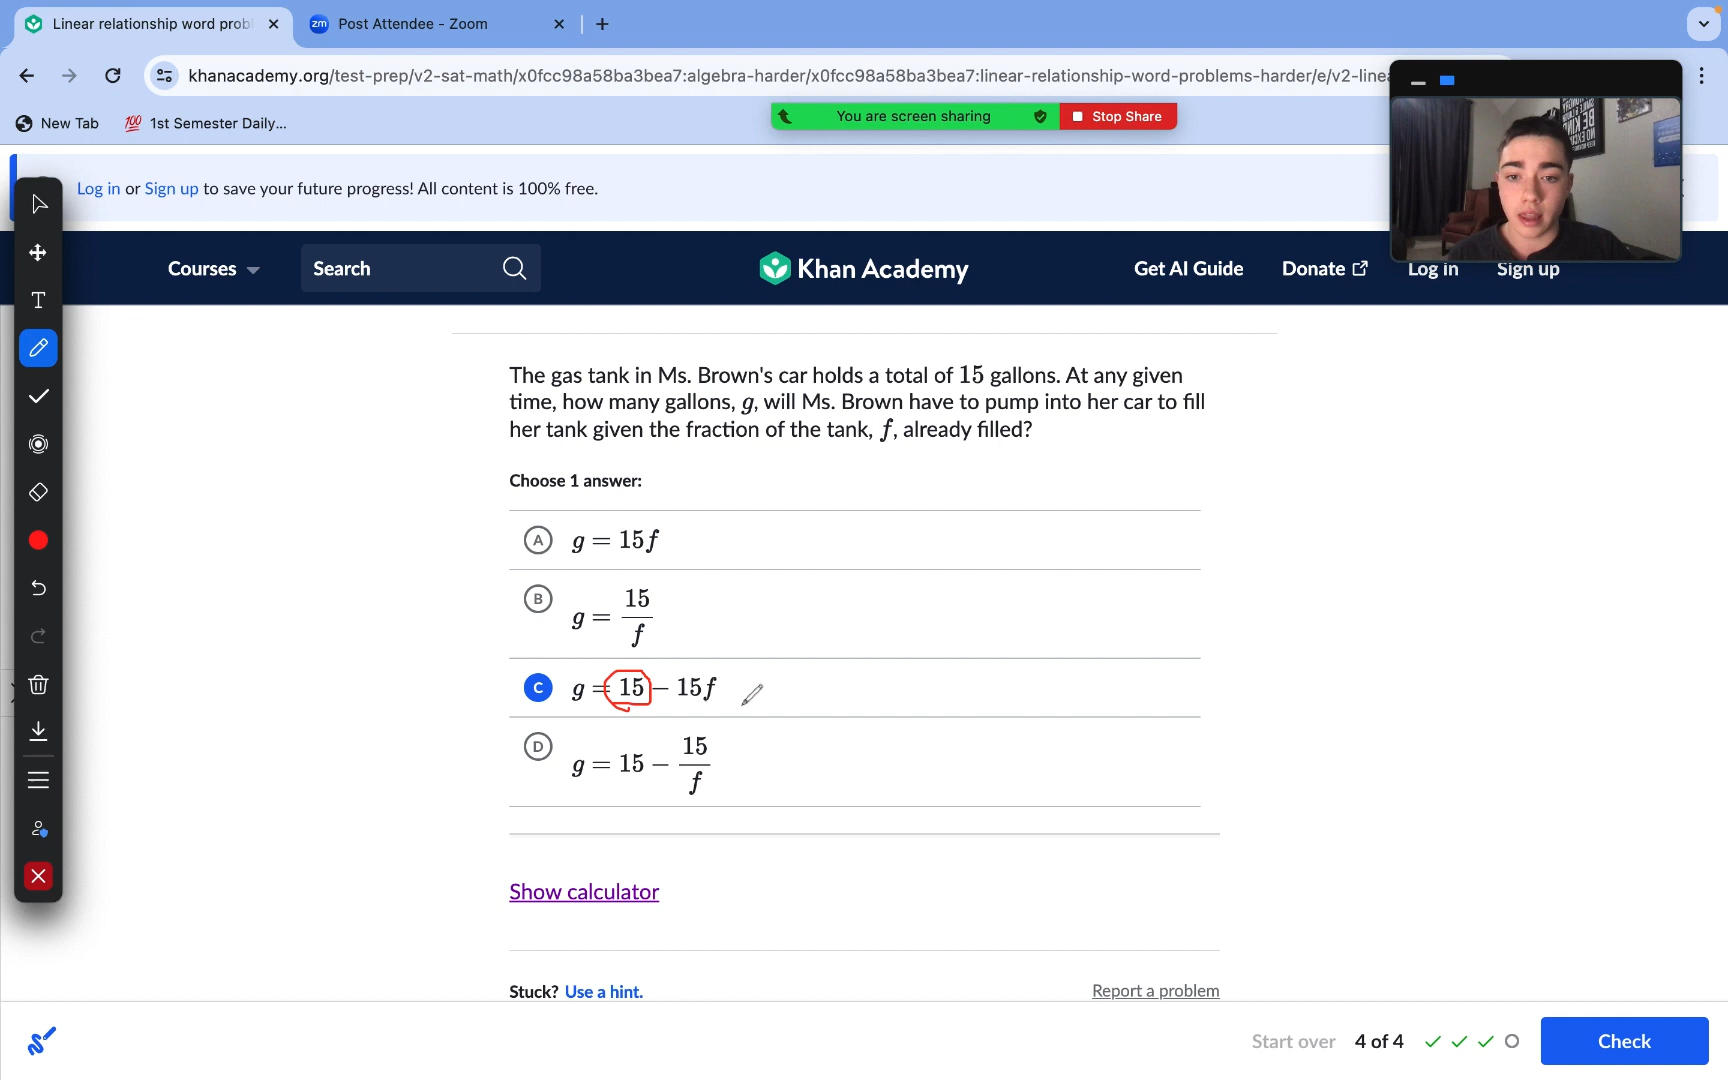 Linear relationship word prob
zm Post Attendee - Zoom
khanacademy.org/test-prep/v2-sat-math/x0fcc98a58ba3bea7:algebra-harder/x0fcc98a58ba3bea7:linear-relationship-word-problems-harder/e/v2-linea
New Tab
100 1st Semester Daily...
You are screen sharing
Stop Share
Log in or Sign up to save your future progress! All content is 100% free.
Courses
Search
Khan Academy
Get AI Guide
Donate
Log in
Sign up
T
The gas tank in Ms. Brown's car holds a total of 15 gallons. At any given
time, how many gallons, g, will Ms. Brown have to pump into her car to fill
her tank given the fraction of the tank, f, already filled?
Choose 1 answer:
A g = 15f
B g = 15/f
C g = 15 − 15f
D g = 15 − 15/f
Show calculator
Stuck? Use a hint.
Report a problem
Start over
4 of 4
Check